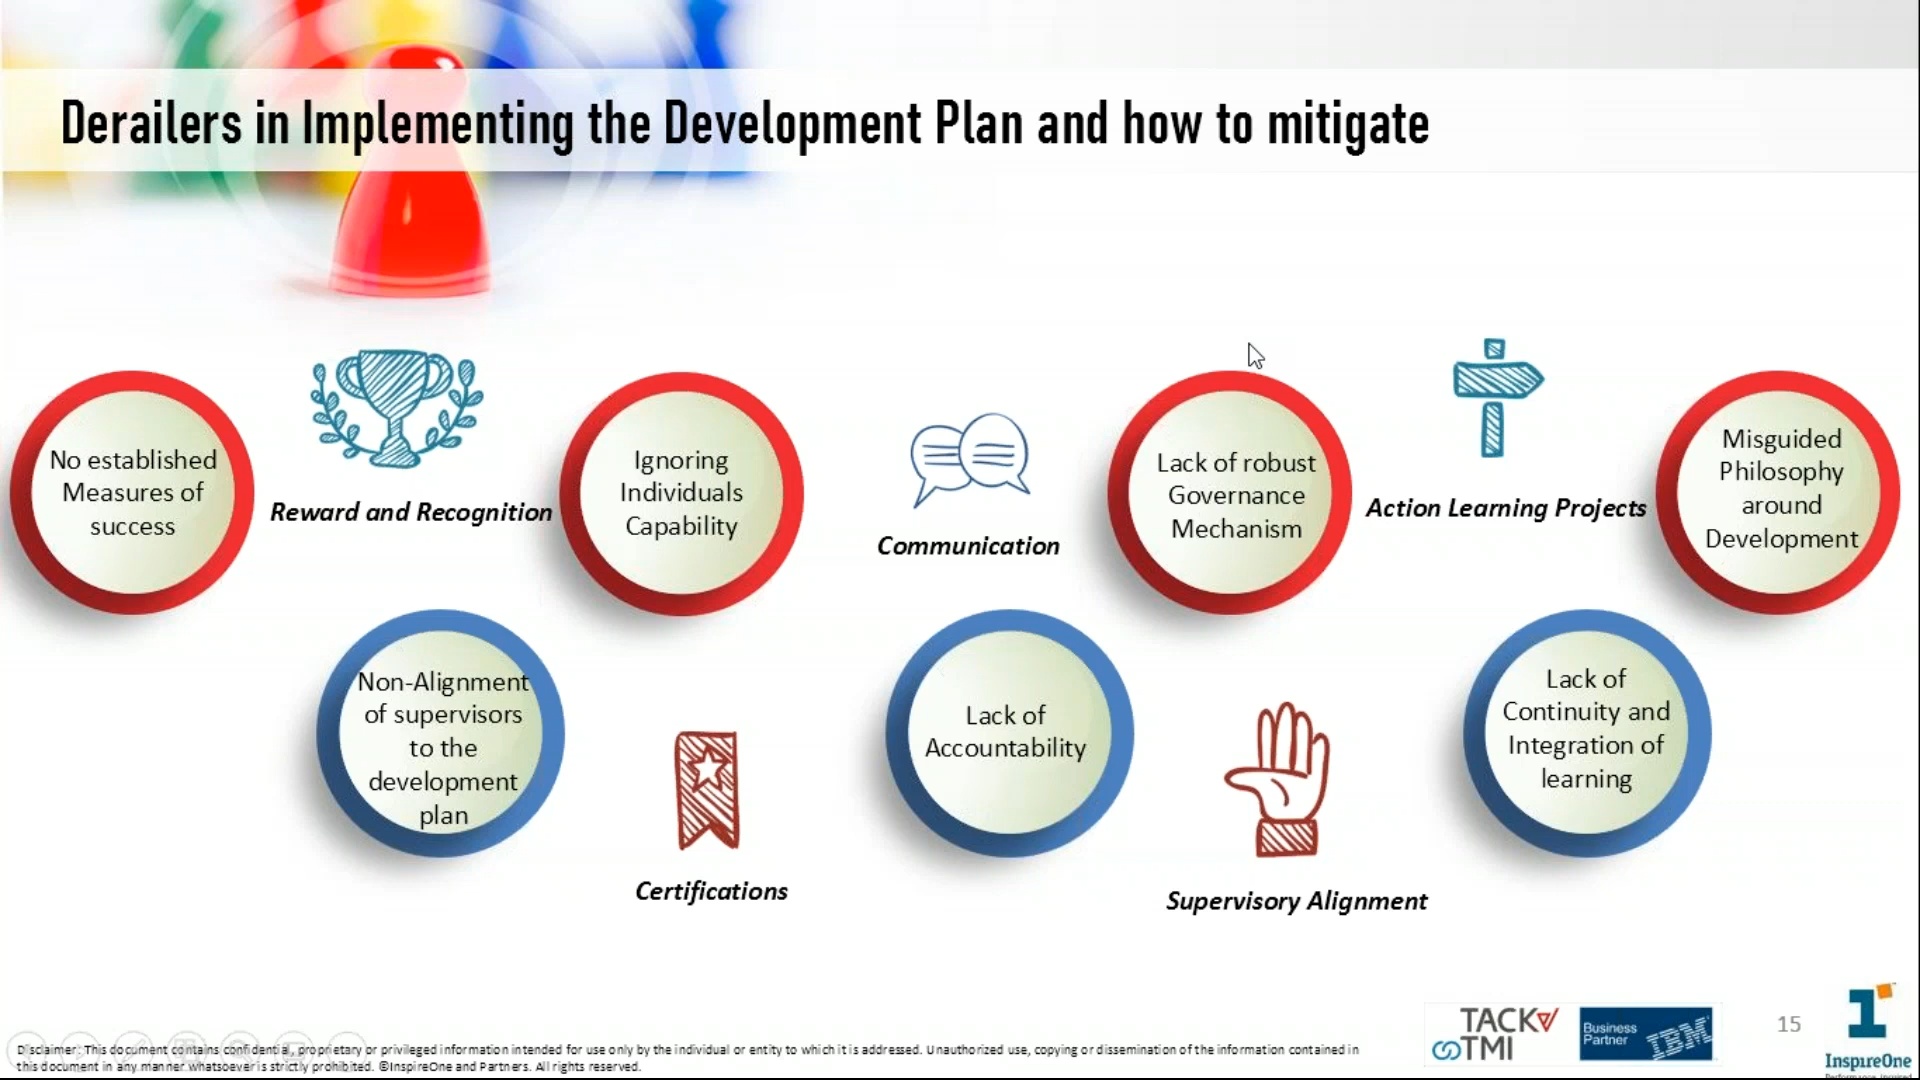 Derailers in Implementing the Development Plan and how to mitigate
No established
Measures of
success
Reward and Recognition
Ignoring
Individuals
Capability
Communication
Lack of robust
Governance
Mechanism
Action Learning Projects
Misguided
Philosophy
around
Development
Non-Alignment
of supervisors
to the
development
plan
Certifications
Lack of
Accountability
Supervisory Alignment
Lack of
Continuity and
Integration of
learning
Disclaimer: This document contains confidential, proprietary or privileged information intended for use only by the individual or entity to which it is addressed. Unauthorized use, copying or dissemination of the information contained in
this document in any manner whatsoever is strictly prohibited. ©InspireOne and Partners. All rights reserved.
TACK
TMI
Business
Partner
IBM
15
InspireOne
Performance. Inspired